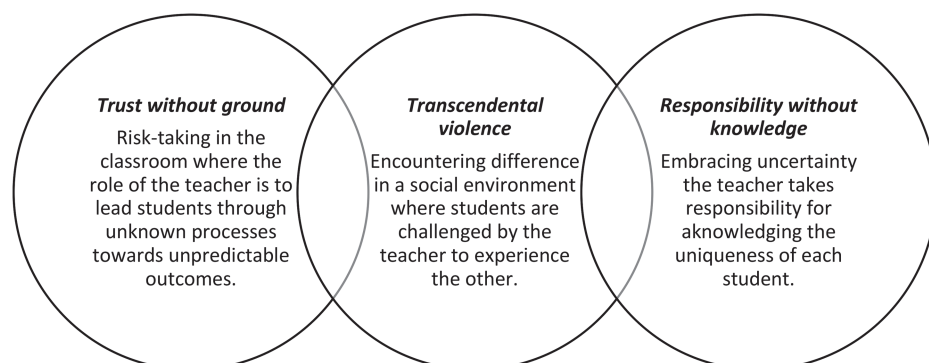 Trust without ground
Risk-taking in the
classroom where the
role of the teacher is to
lead students through
unknown processes
towards unpredictable
outcomes.
Transcendental
violence
Encountering difference
in a social environment
where students are
challenged by the
teacher to experience
the other.
Responsibility without
knowledge
Embracing uncertainty
the teacher takes
responsibility for
aknowledging the
uniqueness of each
student.